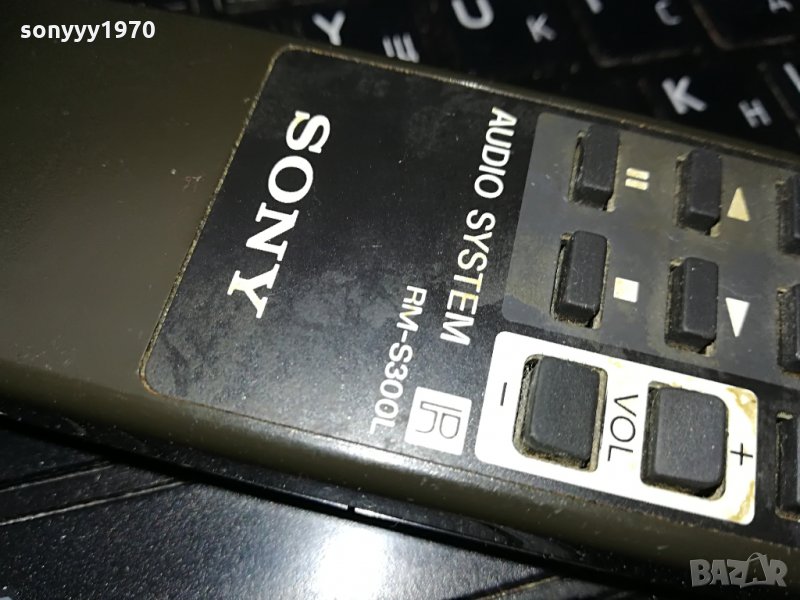 sonyyy1970
SONY
AUDIO SYSTEM
RM-S300L
R
- VOL +
Ш
К
Н
BAZAR